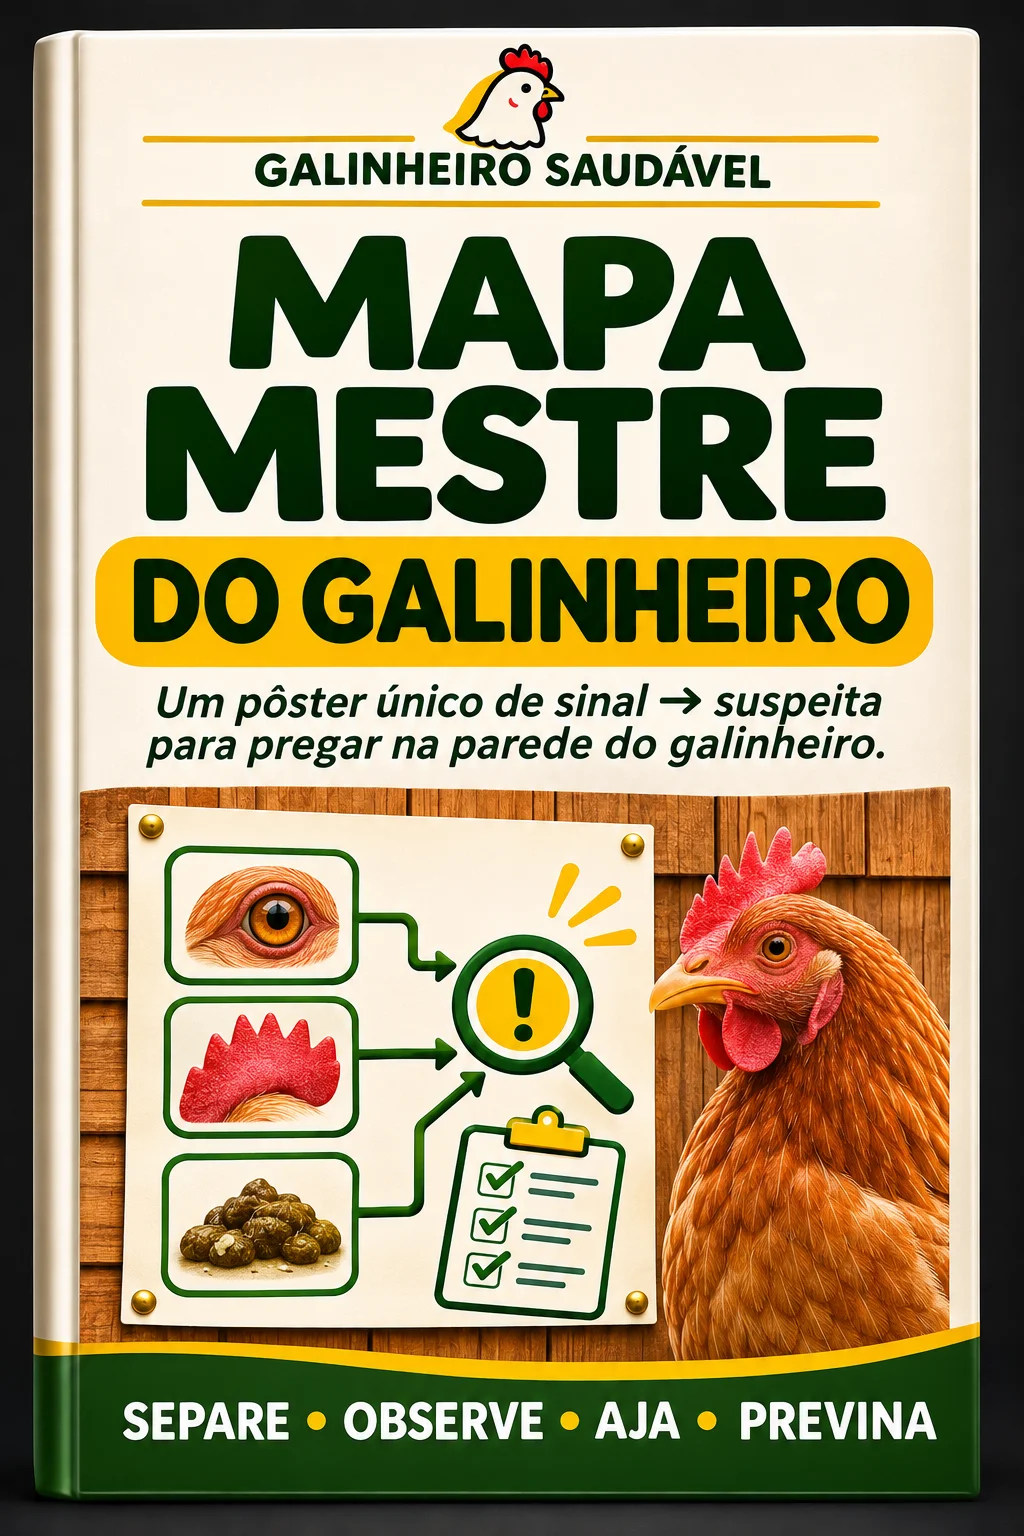 GALINHEIRO SAUDÁVEL
MAPA
MESTRE
DO GALINHEIRO
Um pôster único de sinal → suspeita
para pregar na parede do galinheiro.
!
SEPARE • OBSERVE • AJA • PREVINA